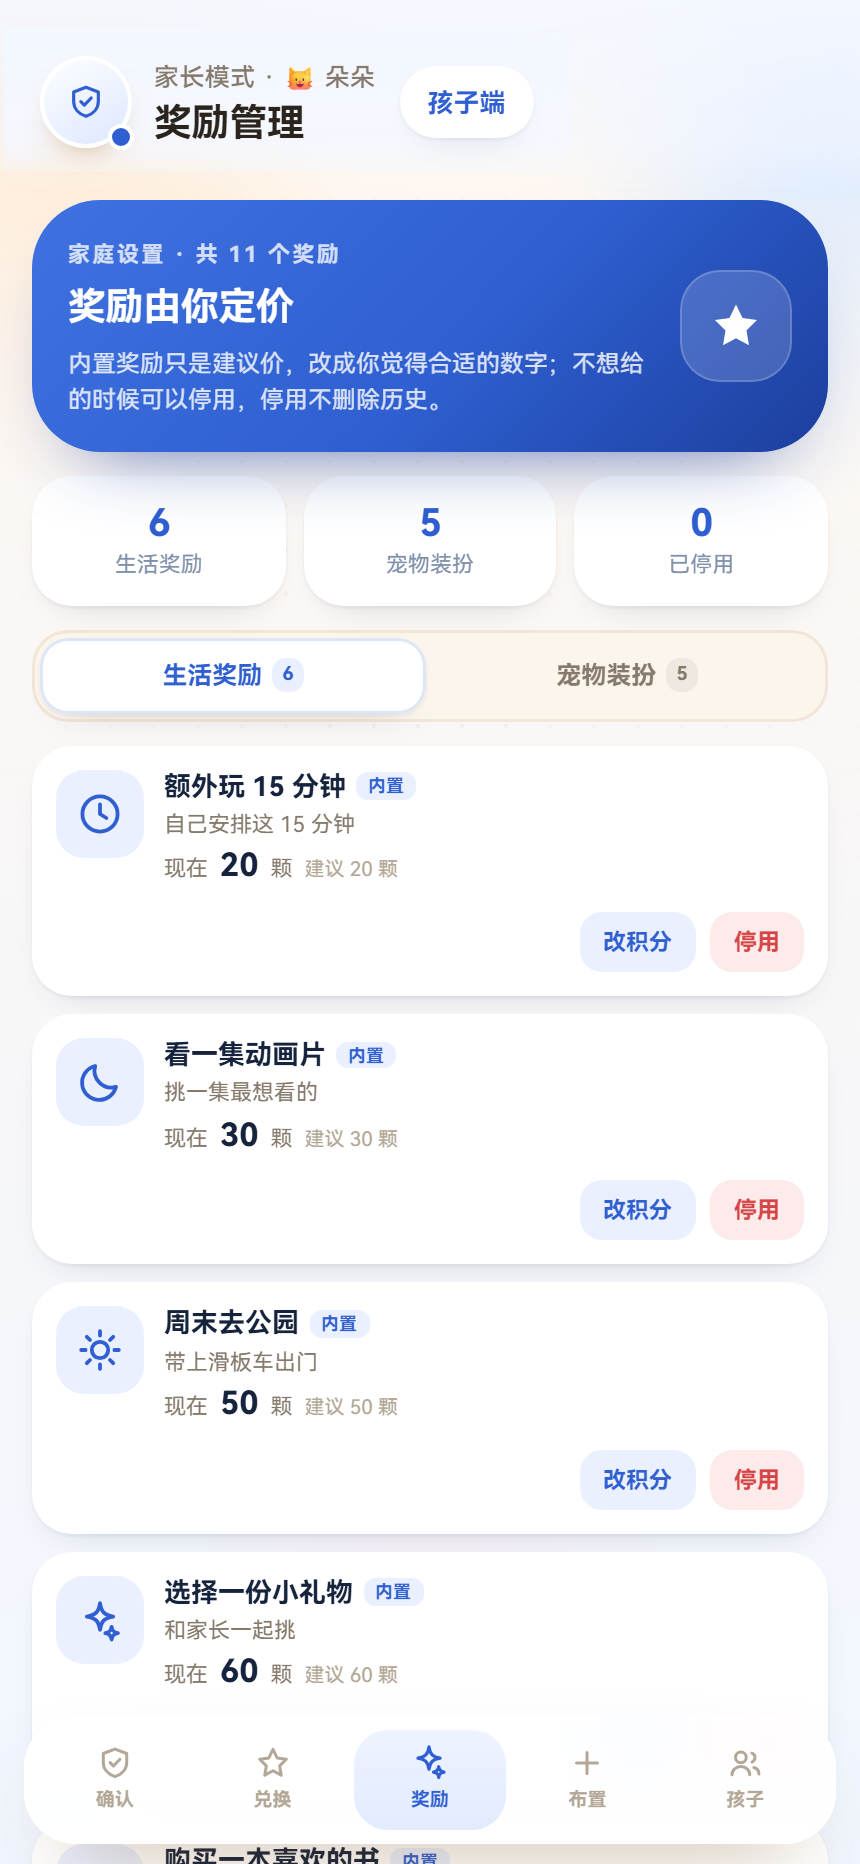 家长模式 · 🐱 朵朵
奖励管理
孩子端
家庭设置 · 共 11 个奖励
奖励由你定价
内置奖励只是建议价，改成你觉得合适的数字；不想给
的时候可以停用，停用不删除历史。
6
生活奖励
5
宠物装扮
0
已停用
生活奖励 6
宠物装扮 5
额外玩 15 分钟 内置
自己安排这 15 分钟
现在 20 颗 建议 20 颗
改积分 停用
看一集动画片 内置
挑一集最想看的
现在 30 颗 建议 30 颗
改积分 停用
周末去公园 内置
带上滑板车出门
现在 50 颗 建议 50 颗
改积分 停用
选择一份小礼物 内置
和家长一起挑
现在 60 颗 建议 60 颗
确认
兑换
奖励
布置
孩子
购买一本喜欢的书 内置